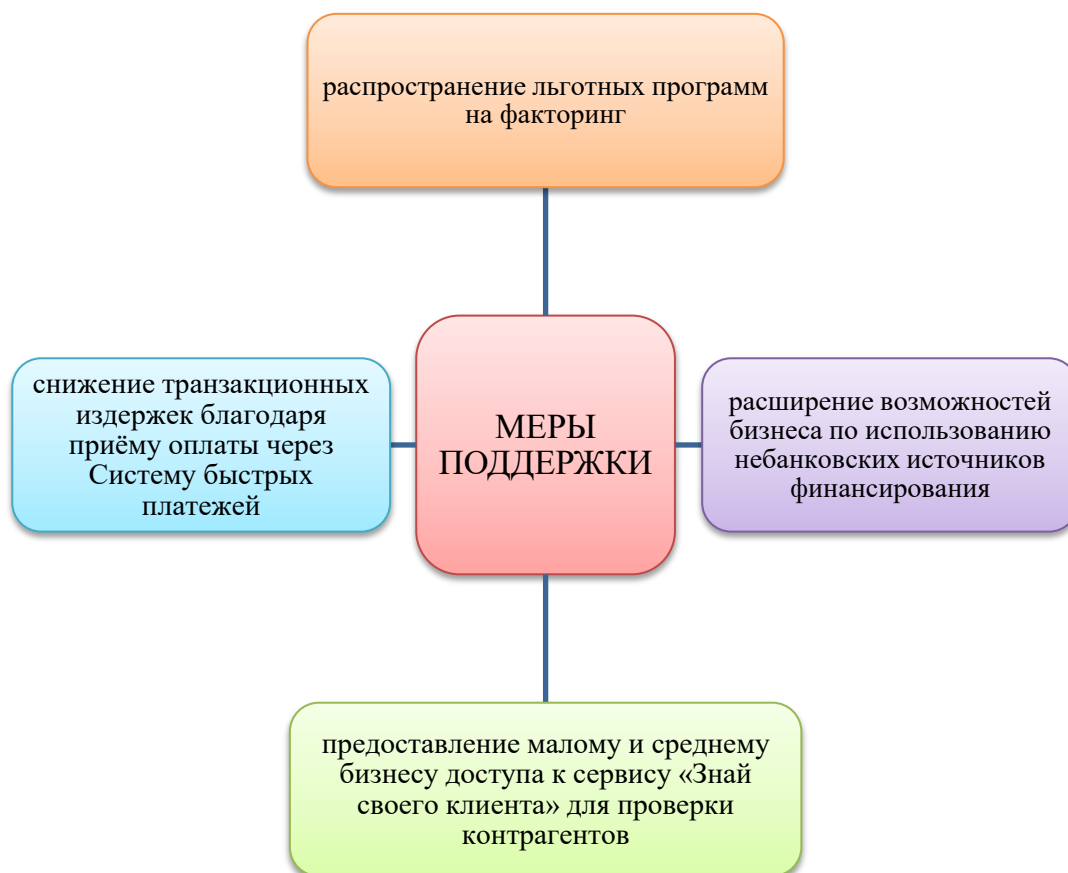 распространение льготных программ
на факторинг
снижение транзакционных
издержек благодаря
приёму оплаты через
Систему быстрых
платежей
МЕРЫ
ПОДДЕРЖКИ
расширение возможностей
бизнеса по использованию
небанковских источников
финансирования
предоставление малому и среднему
бизнесу доступа к сервису «Знай
своего клиента» для проверки
контрагентов